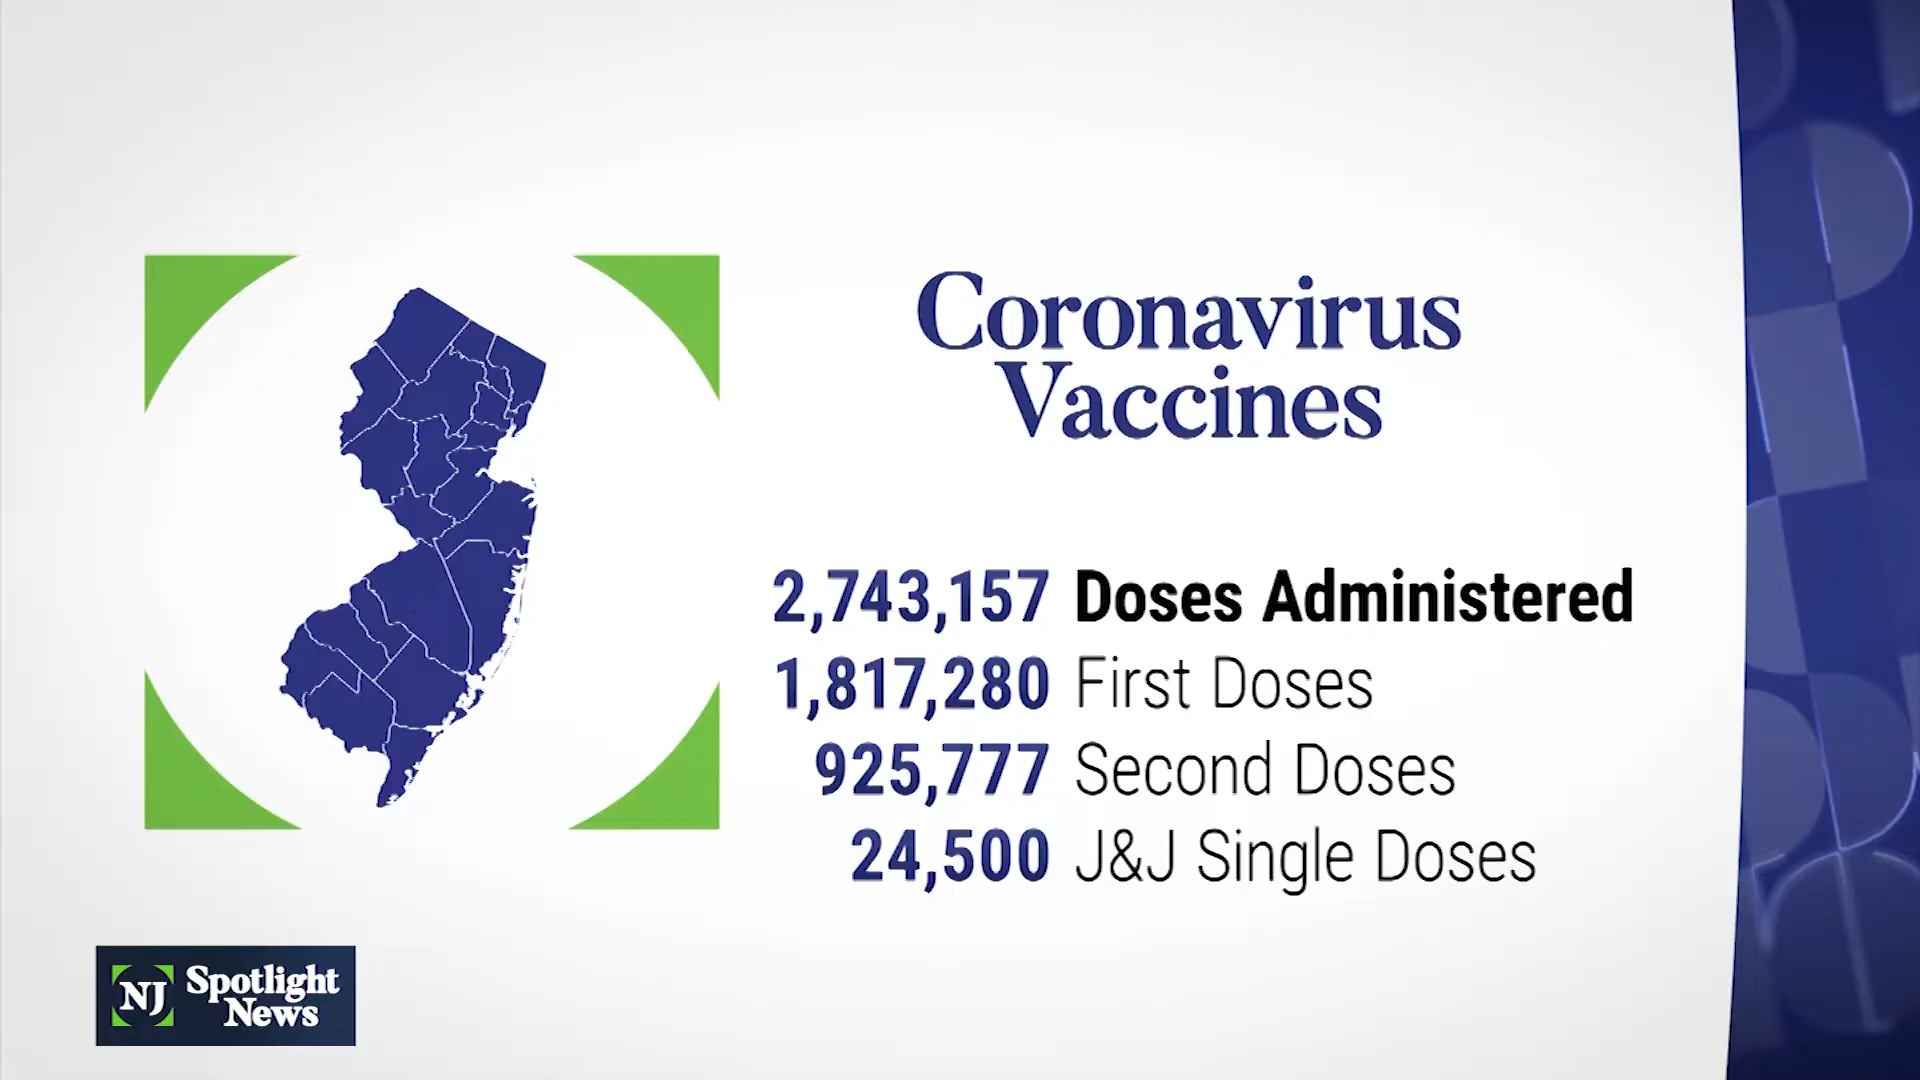 Coronavirus
Vaccines
2,743,157 Doses Administered
1,817,280 First Doses
925,777 Second Doses
24,500 J&J Single Doses
NJ Spotlight
News